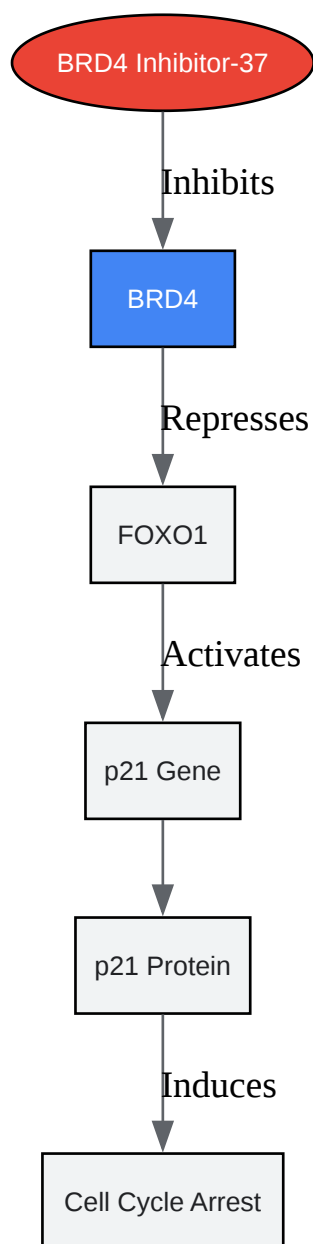 BRD4 Inhibitor-37
Inhibits
BRD4
Represses
FOXO1
Activates
p21 Gene
p21 Protein
Induces
Cell Cycle Arrest